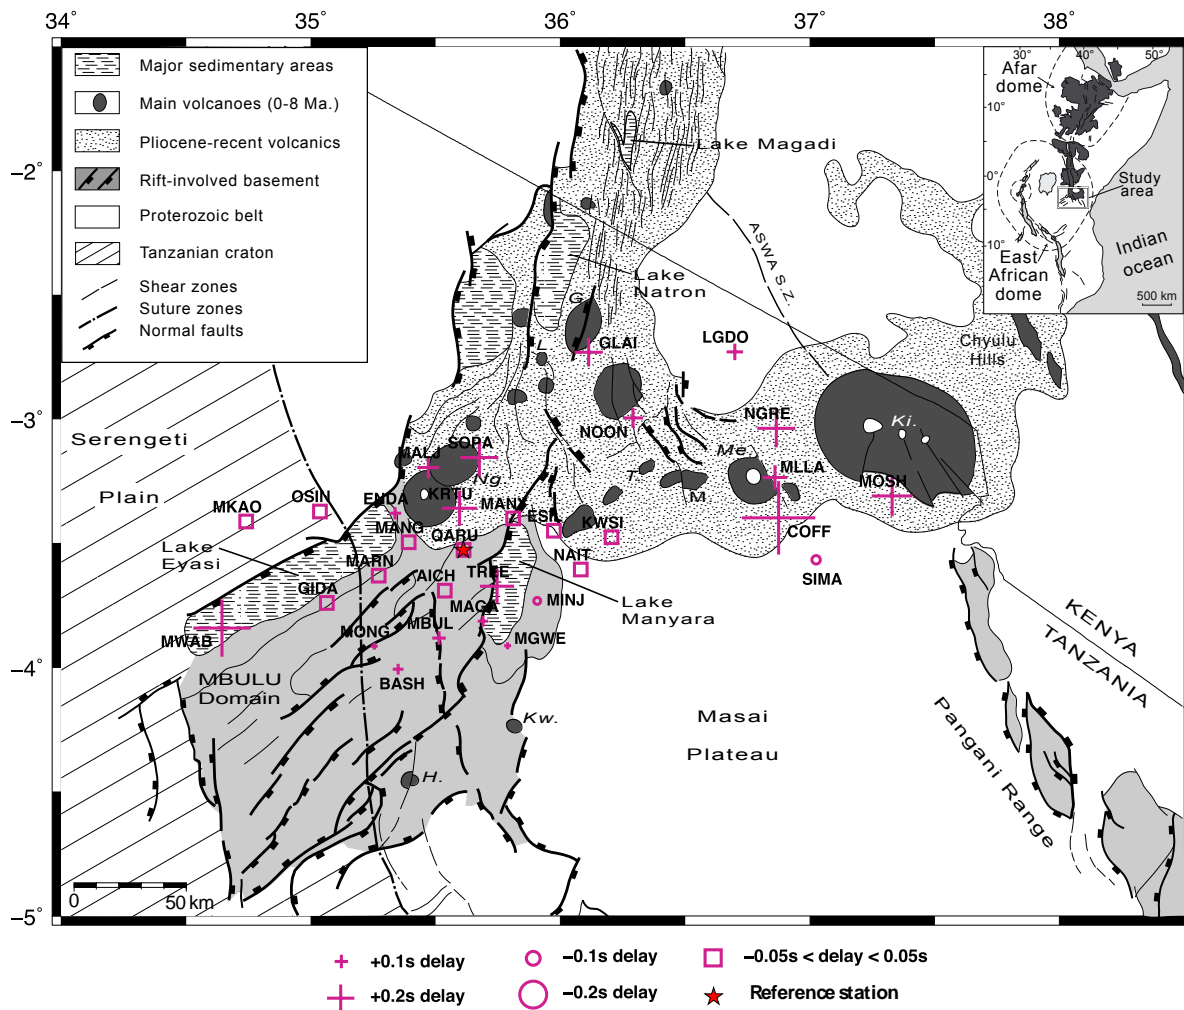 34°
35°
36°
37°
38°
−2°
−3°
−4°
−5°
Major sedimentary areas
Main volcanoes (0-8 Ma.)
Pliocene-recent volcanics
Rift-involved basement
Proterozoic belt
Tanzanian craton
Shear zones
Suture zones
Normal faults
30°
40°
50°
Afar
dome
10°
0°
Study
area
10°
East
African
dome
Indian
ocean
500 km
Lake Magadi
ASWA S.Z.
Lake
Natron
G.
GLAI
LGDO
L.
Chyulu
Hills
NOON
NGRE
Ki.
Me.
MLLA
MOSH
Serengeti
Plain
MALJ
SOPA
Ng.
T.
M.
MKAO
OSIN
ENDA
KRTU
MANY
ESIL
KWSI
COFF
MANG
QARU
NAIT
SIMA
Lake
Eyasi
MARN
AICH
TREE
GIDA
MAGA
MINJ
Lake
Manyara
MWAB
MONG
MBUL
MGWE
BASH
MBULU
Domain
KENYA
TANZANIA
Kw.
Masai
Plateau
Pangani Range
H.
0
50 km
+0.1s delay
−0.1s delay
−0.05s < delay < 0.05s
+0.2s delay
−0.2s delay
Reference station